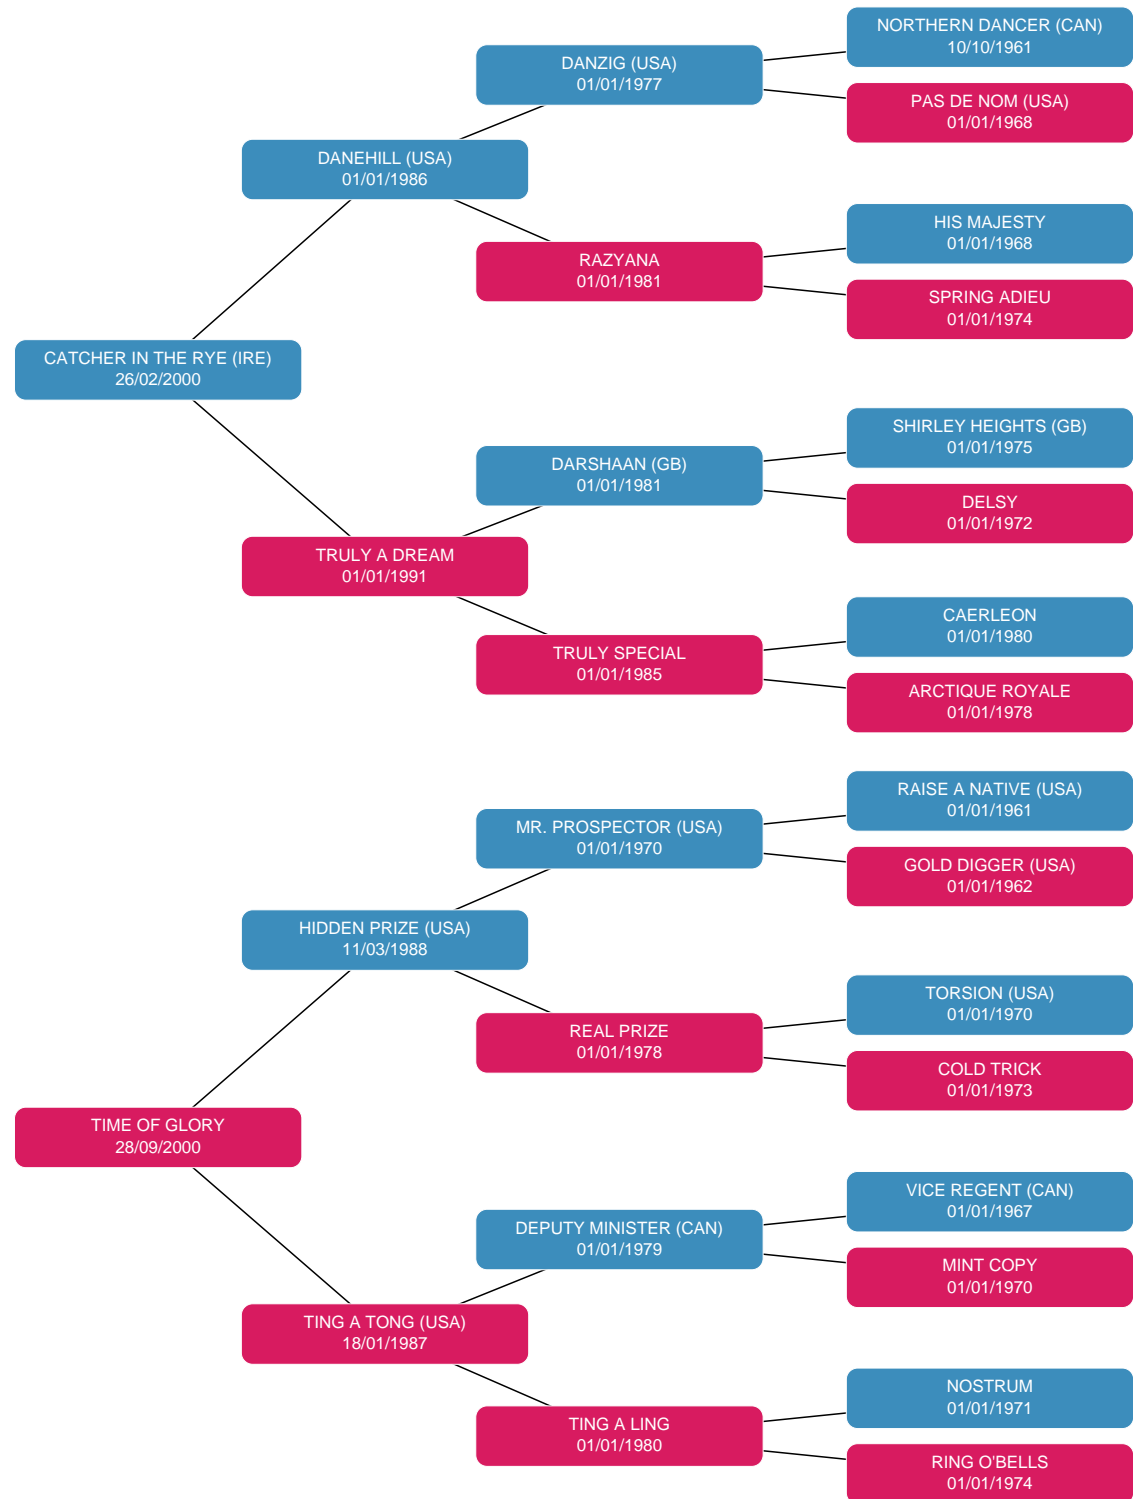 NORTHERN DANCER (CAN)
10/10/1961
DANZIG (USA)
01/01/1977
PAS DE NOM (USA)
01/01/1968
DANEHILL (USA)
01/01/1986
HIS MAJESTY
01/01/1968
RAZYANA
01/01/1981
SPRING ADIEU
01/01/1974
CATCHER IN THE RYE (IRE)
26/02/2000
SHIRLEY HEIGHTS (GB)
01/01/1975
DARSHAAN (GB)
01/01/1981
DELSY
01/01/1972
TRULY A DREAM
01/01/1991
CAERLEON
01/01/1980
TRULY SPECIAL
01/01/1985
ARCTIQUE ROYALE
01/01/1978
RAISE A NATIVE (USA)
01/01/1961
MR. PROSPECTOR (USA)
01/01/1970
GOLD DIGGER (USA)
01/01/1962
HIDDEN PRIZE (USA)
11/03/1988
TORSION (USA)
01/01/1970
REAL PRIZE
01/01/1978
COLD TRICK
01/01/1973
TIME OF GLORY
28/09/2000
VICE REGENT (CAN)
01/01/1967
DEPUTY MINISTER (CAN)
01/01/1979
MINT COPY
01/01/1970
TING A TONG (USA)
18/01/1987
NOSTRUM
01/01/1971
TING A LING
01/01/1980
RING O'BELLS
01/01/1974